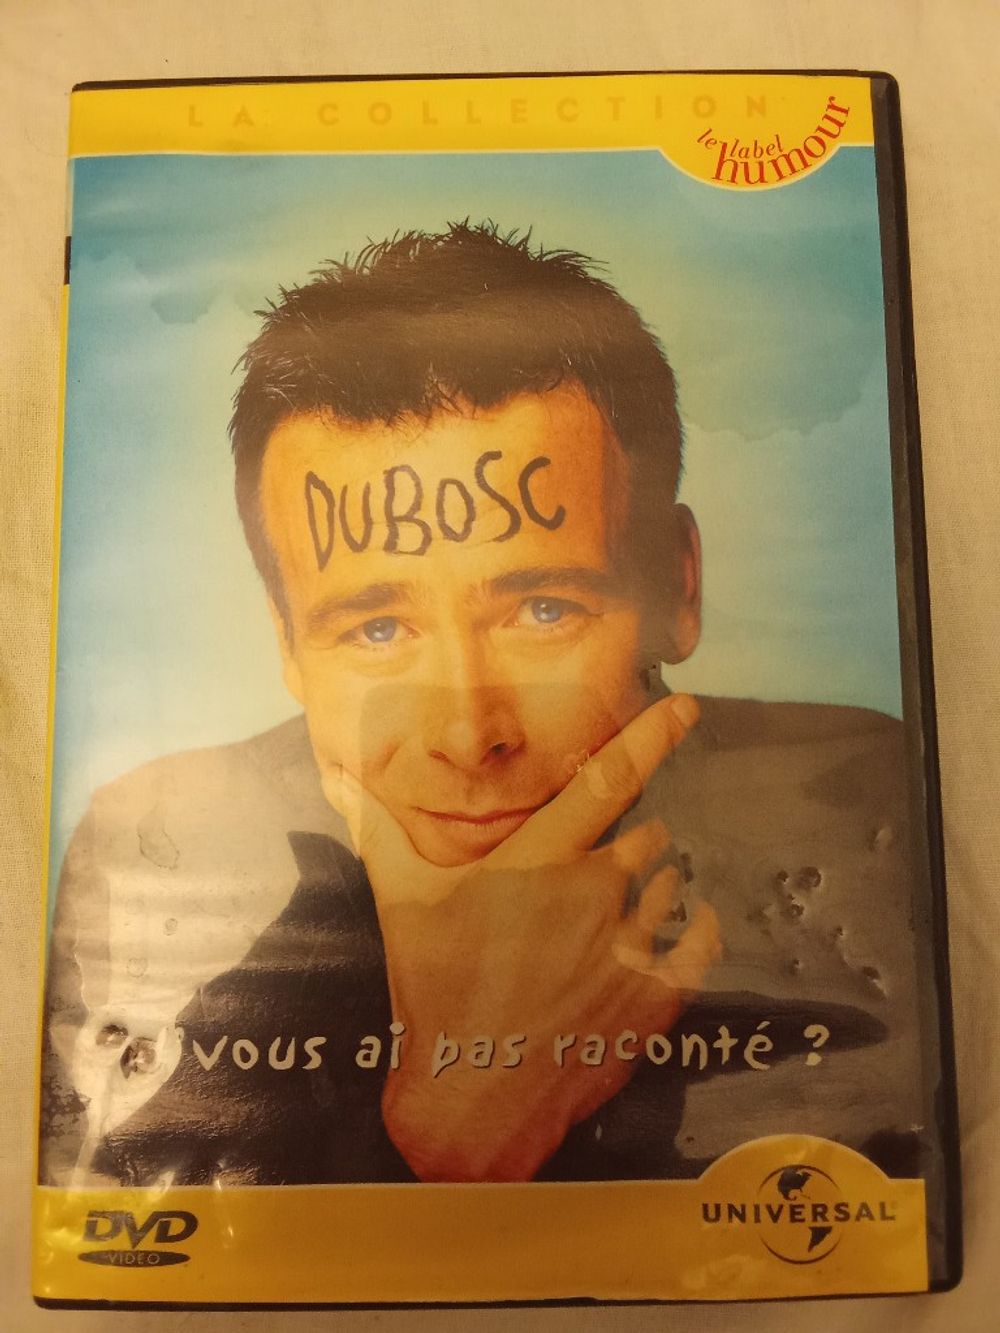 LA COLLECTION
le label
humour
DUBOSC
j'vous ai pas raconté ?
DVD
VIDEO
UNIVERSAL